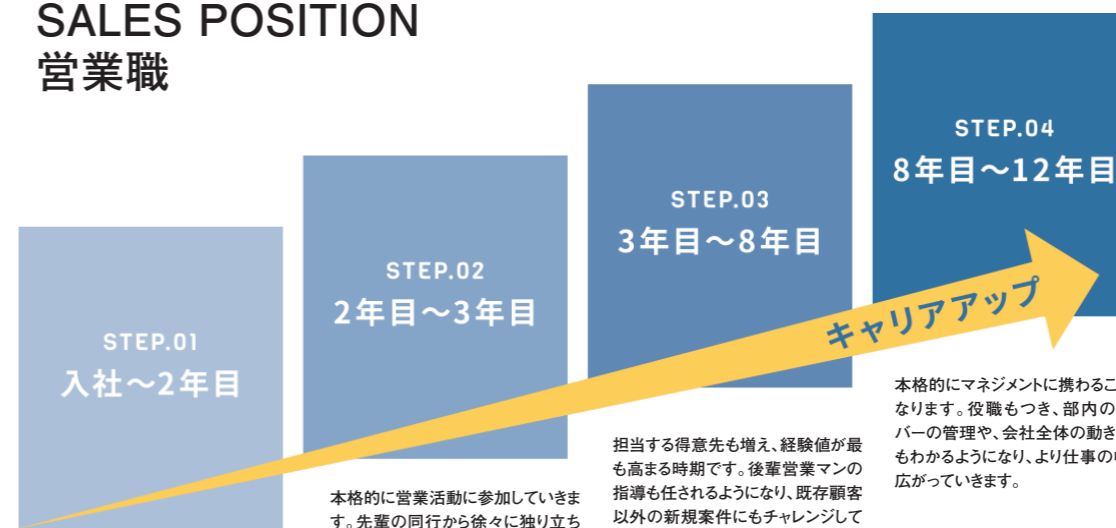 SALES POSITION
営業職
STEP.01
入社～2年目
STEP.02
2年目～3年目
本格的に営業活動に参加していきま
す。先輩の同行から徐々に独り立ち
STEP.03
3年目～8年目
担当する得意先も増え、経験値が最
も高まる時期です。後輩営業マンの
指導も任されるようになり、既存顧客
以外の新規案件にもチャレンジして
STEP.04
8年目～12年目
キャリアアップ
本格的にマネジメントに携わるこ
なります。役職もつき、部内の
バーの管理や、会社全体の動き
もわかるようになり、より仕事の
広がっていきます。